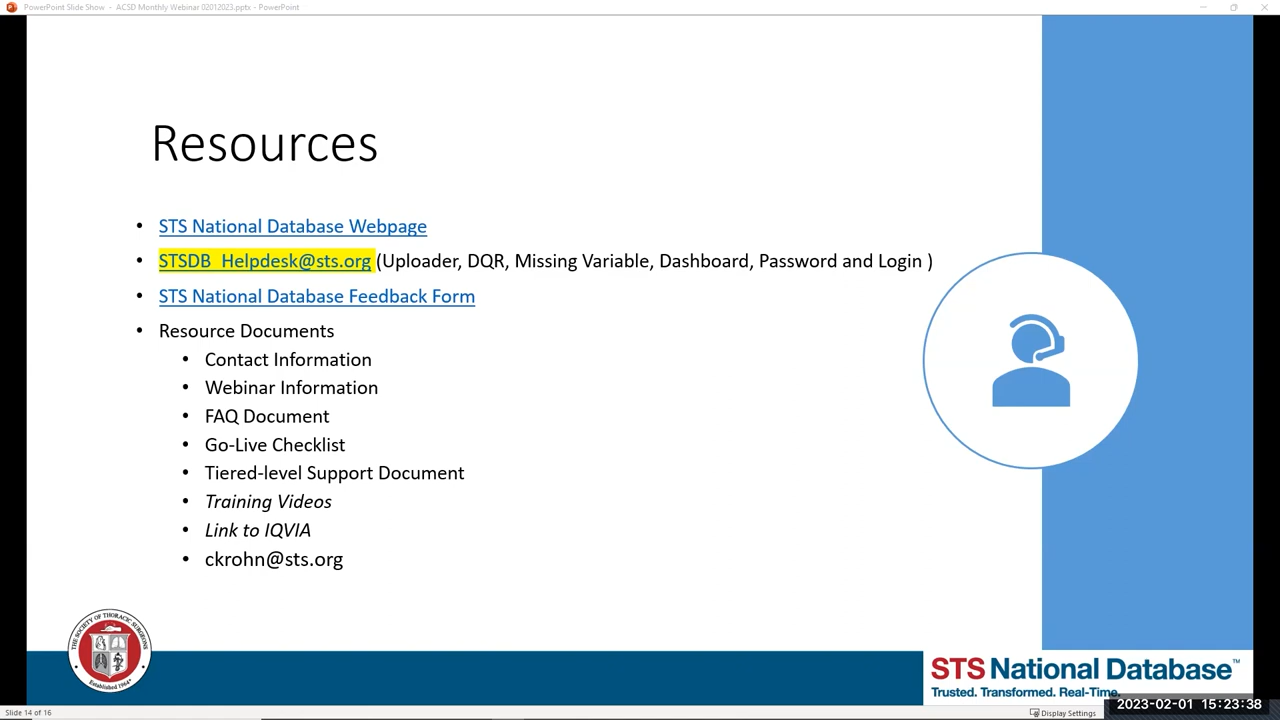 PowerPoint Slide Show - ACSD Monthly Webinar 02012023.pptx - PowerPoint
Resources
• STS National Database Webpage
• STSDB_Helpdesk@sts.org (Uploader, DQR, Missing Variable, Dashboard, Password and Login )
• STS National Database Feedback Form
• Resource Documents
• Contact Information
• Webinar Information
• FAQ Document
• Go-Live Checklist
• Tiered-level Support Document
• Training Videos
• Link to IQVIA
• ckrohn@sts.org
THE SOCIETY OF THORACIC SURGEONS
Established 1964
STS National Database™
Trusted. Transformed. Real-Time.
2023-02-01 15:23:38
Slide 14 of 16
Display Settings